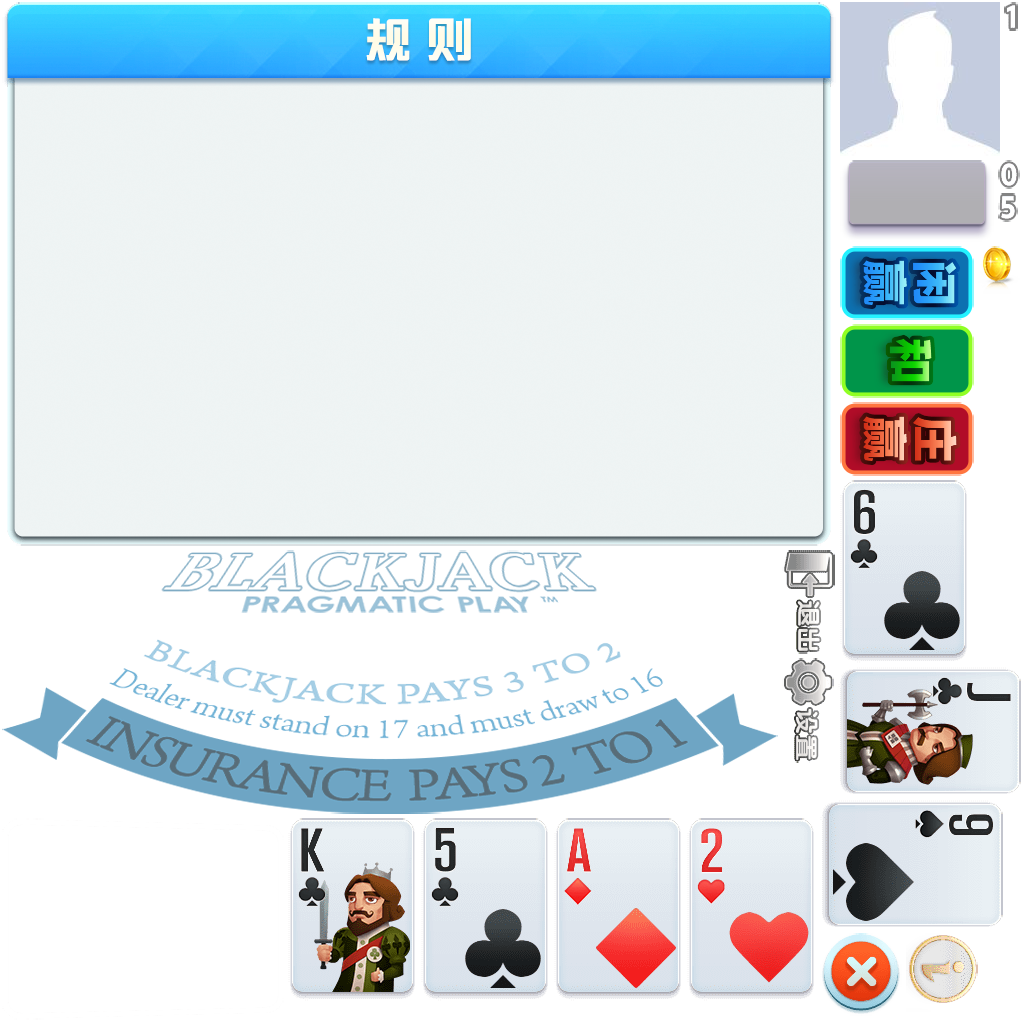 规则
1
0
5
闲赢
和
庄赢
6
BLACKJACK
PRAGMATIC PLAY ™
退出
设置
BLACKJACK PAYS 3 TO 2
Dealer must stand on 17 and must draw to 16
INSURANCE PAYS 2 TO 1
J
9
K
5
A
2